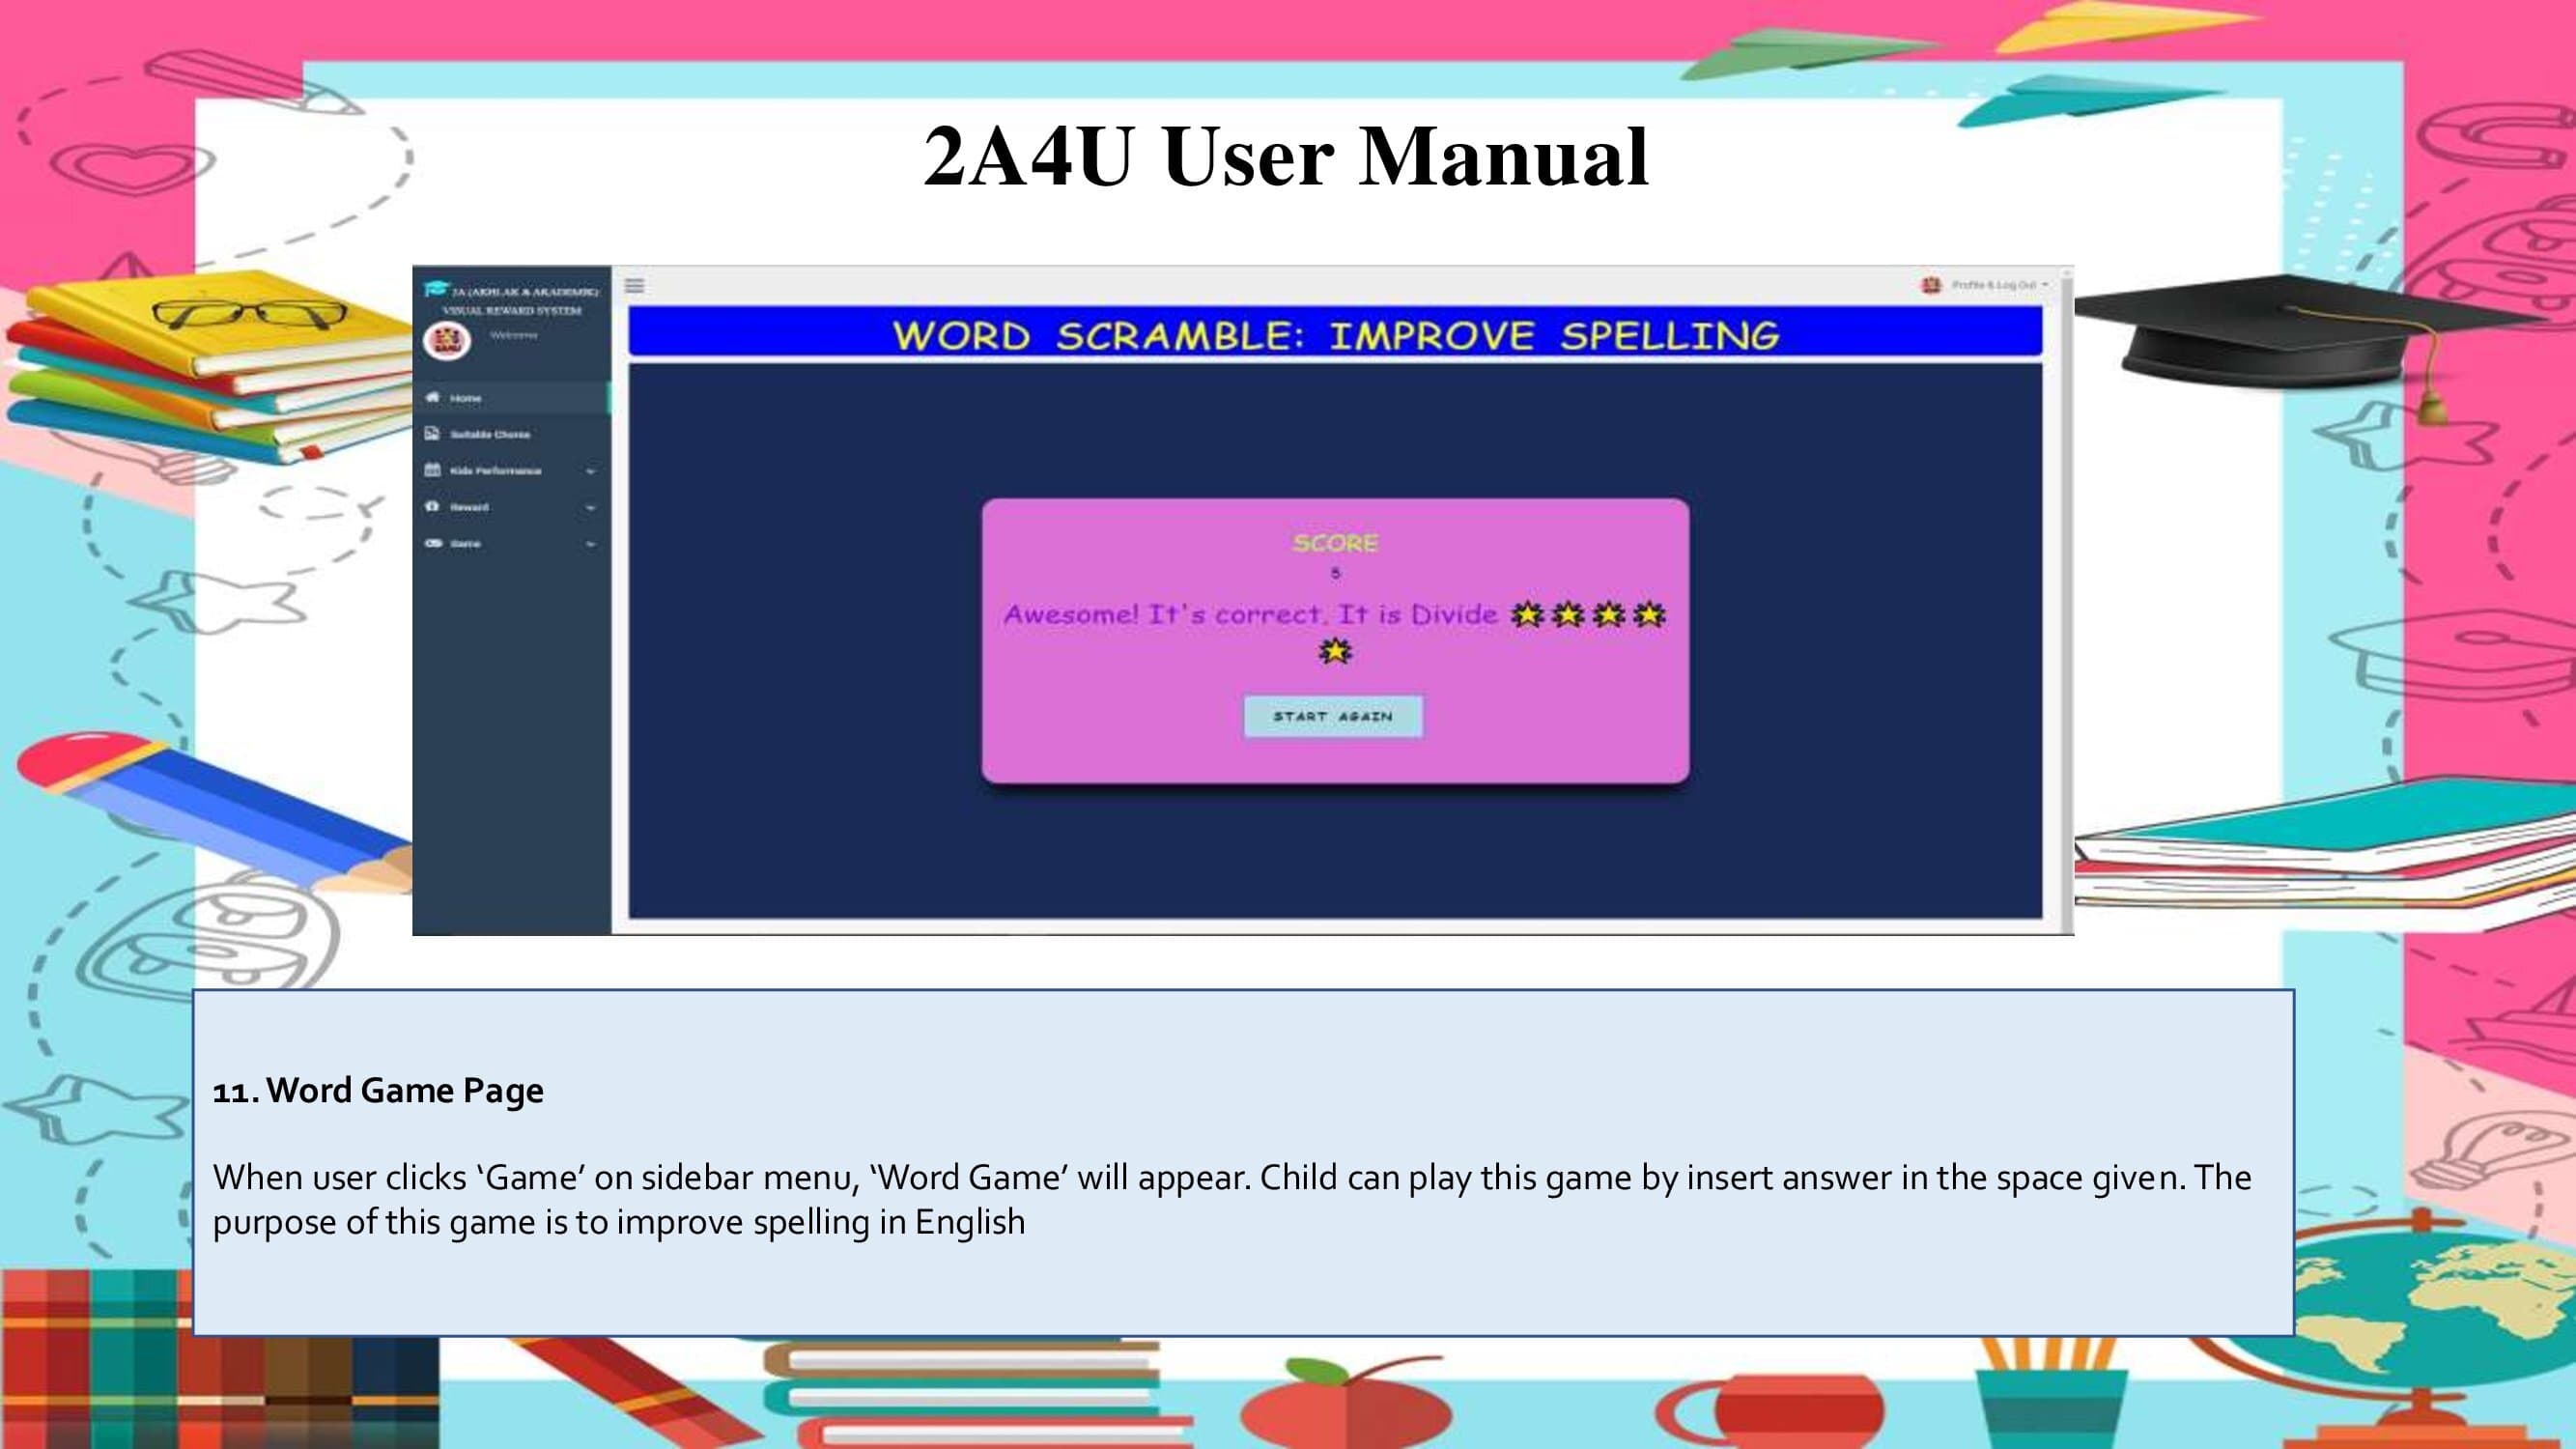 2A4U User Manual
2A (AKHLAK & AKADEMIK)
VISUAL REWARD SYSTEM
Welcome
Home
Suitable Chores
Kids Performance
Reward
Game
Profile & Log Out
WORD SCRAMBLE: IMPROVE SPELLING
SCORE
5
Awesome! It's correct. It is Divide
START AGAIN
11. Word Game Page
When user clicks ‘Game’ on sidebar menu, ‘Word Game’ will appear. Child can play this game by insert answer in the space given. The
purpose of this game is to improve spelling in English